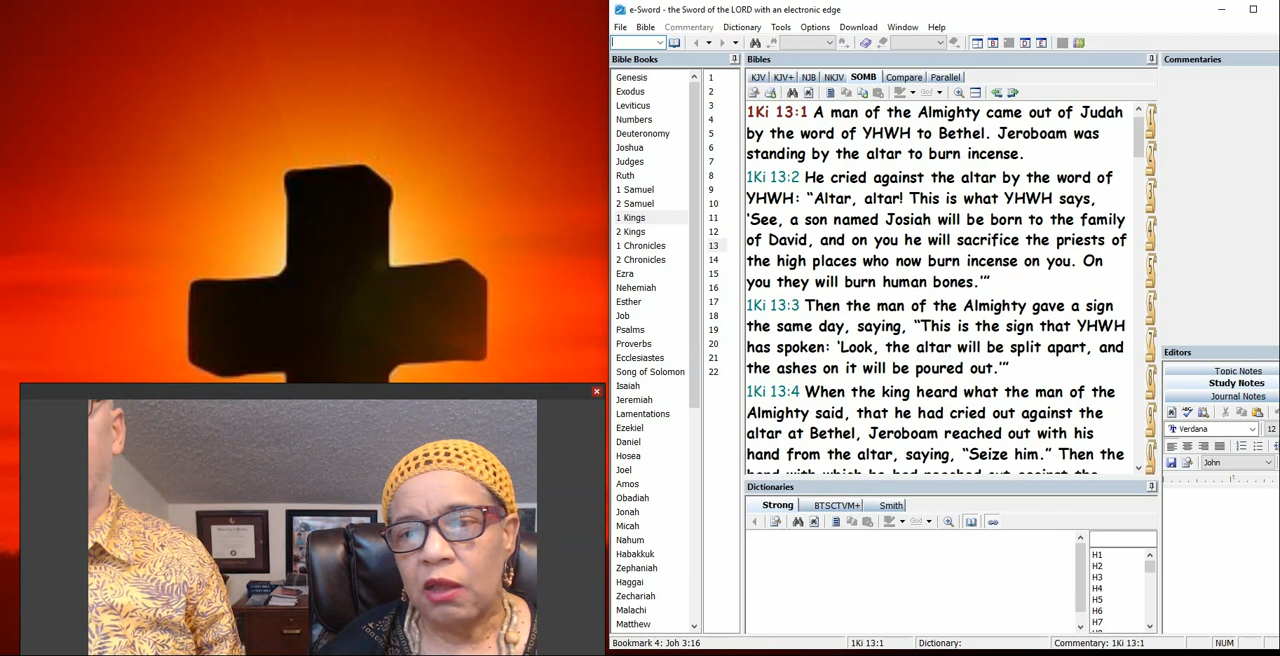 e-Sword - the Sword of the LORD with an electronic edge
File Bible Commentary Dictionary Tools Options Download Window Help
Bible Books
Genesis
Exodus
Leviticus
Numbers
Deuteronomy
Joshua
Judges
Ruth
1 Samuel
2 Samuel
1 Kings
2 Kings
1 Chronicles
2 Chronicles
Ezra
Nehemiah
Esther
Job
Psalms
Proverbs
Ecclesiastes
Song of Solomon
Isaiah
Jeremiah
Lamentations
Ezekiel
Daniel
Hosea
Joel
Amos
Obadiah
Jonah
Micah
Nahum
Habakkuk
Zephaniah
Haggai
Zechariah
Malachi
Matthew
1
2
3
4
5
6
7
8
9
10
11
12
13
14
15
16
17
18
19
20
21
22
Bibles
KJV KJV+ NJB NKJV SOMB Compare Parallel
1Ki 13:1 A man of the Almighty came out of Judah
by the word of YHWH to Bethel. Jeroboam was
standing by the altar to burn incense.
1Ki 13:2 He cried against the altar by the word of
YHWH: “Altar, altar! This is what YHWH says,
‘See, a son named Josiah will be born to the family
of David, and on you he will sacrifice the priests of
the high places who now burn incense on you. On
you they will burn human bones.’”
1Ki 13:3 Then the man of the Almighty gave a sign
the same day, saying, “This is the sign that YHWH
has spoken: ‘Look, the altar will be split apart, and
the ashes on it will be poured out.’”
1Ki 13:4 When the king heard what the man of the
Almighty said, that he had cried out against the
altar at Bethel, Jeroboam reached out with his
hand from the altar, saying, “Seize him.” Then the
hand with which he had reached out against the
Dictionaries
Strong BTSCTVM+ Smith
H1
H2
H3
H4
H5
H6
H7
Commentaries
Editors
Topic Notes
Study Notes
Journal Notes
Verdana 12
John
Bookmark 4: Joh 3:16 1Ki 13:1 Dictionary: Commentary: 1Ki 13:1 NUM